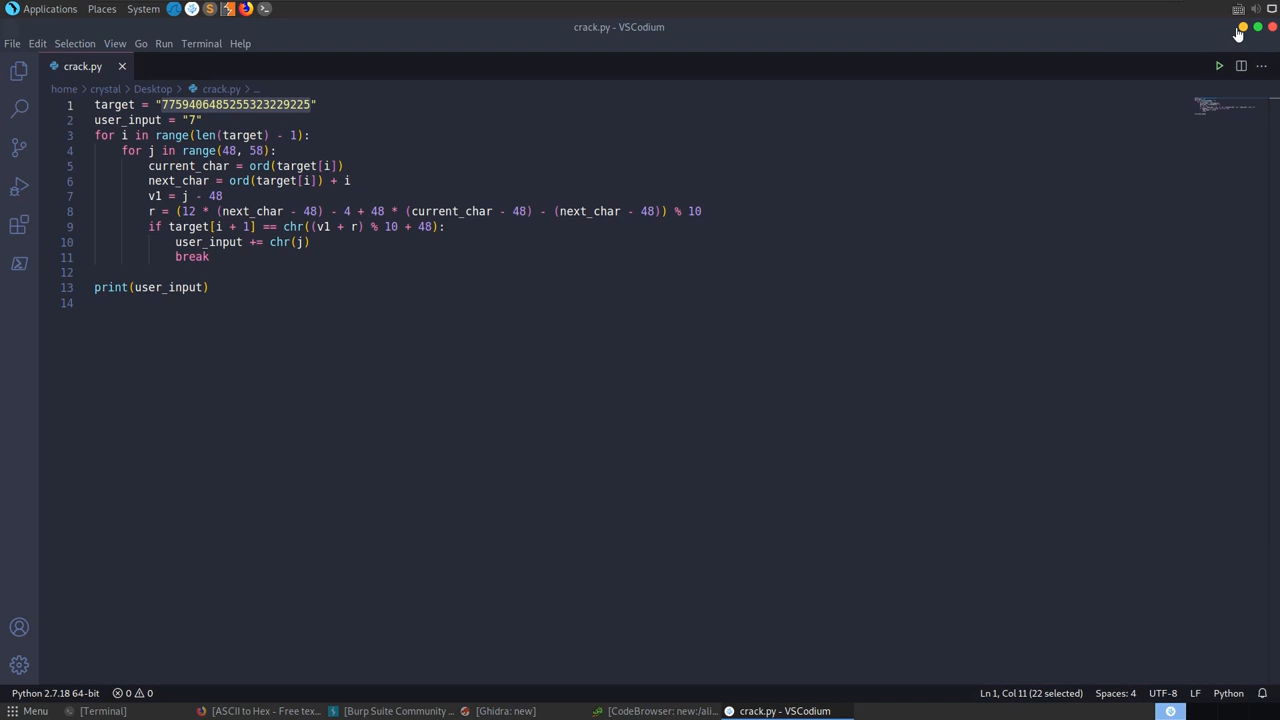 Applications Places System
crack.py - VSCodium
File Edit Selection View Go Run Terminal Help
crack.py
home > crystal > Desktop > crack.py > ...
1 target = "7759406485255323229225"
2 user_input = "7"
3 for i in range(len(target) - 1):
4 for j in range(48, 58):
5 current_char = ord(target[i])
6 next_char = ord(target[i]) + i
7 v1 = j - 48
8 r = (12 * (next_char - 48) - 4 + 48 * (current_char - 48) - (next_char - 48)) % 10
9 if target[i + 1] == chr((v1 + r) % 10 + 48):
10 user_input += chr(j)
11 break
12
13 print(user_input)
14
Python 2.7.18 64-bit 0 0 Ln 1, Col 11 (22 selected) Spaces: 4 UTF-8 LF Python
Menu [Terminal] [ASCII to Hex - Free tex... [Burp Suite Community ... [Ghidra: new] [CodeBrowser: new:/ali... crack.py - VSCodium